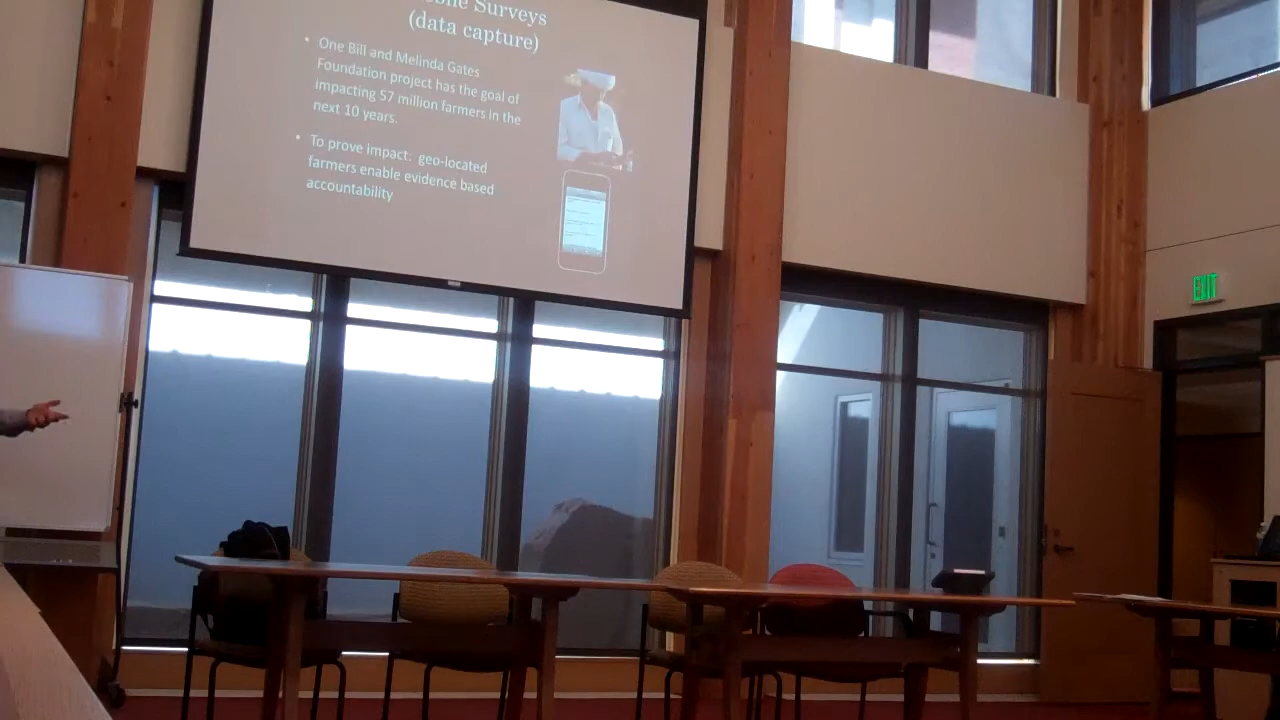 Surveys
(data capture)
• One Bill and Melinda Gates
Foundation project has the goal of
impacting 57 million farmers in the
next 10 years.
• To prove impact: geo-located
farmers enable evidence based
accountability
EXIT